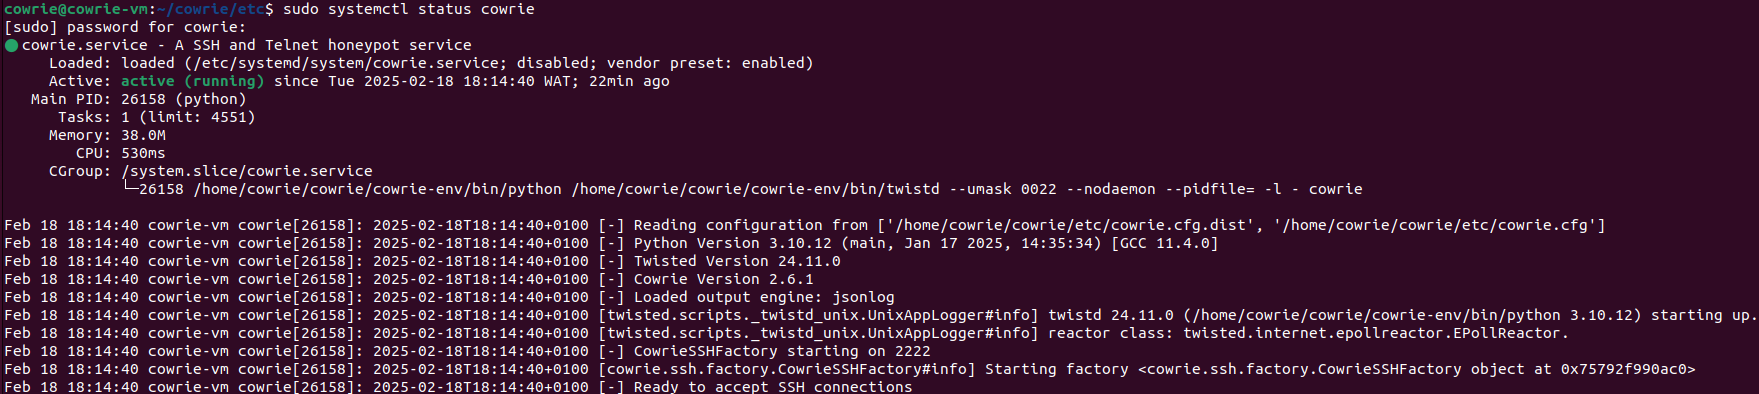 cowrie@cowrie-vm:~/cowrie/etc$ sudo systemctl status cowrie
[sudo] password for cowrie:
● cowrie.service - A SSH and Telnet honeypot service
     Loaded: loaded (/etc/systemd/system/cowrie.service; disabled; vendor preset: enabled)
     Active: active (running) since Tue 2025-02-18 18:14:40 WAT; 22min ago
   Main PID: 26158 (python)
      Tasks: 1 (limit: 4551)
     Memory: 38.0M
        CPU: 530ms
     CGroup: /system.slice/cowrie.service
             └─26158 /home/cowrie/cowrie/cowrie-env/bin/python /home/cowrie/cowrie/cowrie-env/bin/twistd --umask 0022 --nodaemon --pidfile= -l - cowrie

Feb 18 18:14:40 cowrie-vm cowrie[26158]: 2025-02-18T18:14:40+0100 [-] Reading configuration from ['/home/cowrie/cowrie/etc/cowrie.cfg.dist', '/home/cowrie/cowrie/etc/cowrie.cfg']
Feb 18 18:14:40 cowrie-vm cowrie[26158]: 2025-02-18T18:14:40+0100 [-] Python Version 3.10.12 (main, Jan 17 2025, 14:35:34) [GCC 11.4.0]
Feb 18 18:14:40 cowrie-vm cowrie[26158]: 2025-02-18T18:14:40+0100 [-] Twisted Version 24.11.0
Feb 18 18:14:40 cowrie-vm cowrie[26158]: 2025-02-18T18:14:40+0100 [-] Cowrie Version 2.6.1
Feb 18 18:14:40 cowrie-vm cowrie[26158]: 2025-02-18T18:14:40+0100 [-] Loaded output engine: jsonlog
Feb 18 18:14:40 cowrie-vm cowrie[26158]: 2025-02-18T18:14:40+0100 [twisted.scripts._twistd_unix.UnixAppLogger#info] twistd 24.11.0 (/home/cowrie/cowrie/cowrie-env/bin/python 3.10.12) starting up.
Feb 18 18:14:40 cowrie-vm cowrie[26158]: 2025-02-18T18:14:40+0100 [twisted.scripts._twistd_unix.UnixAppLogger#info] reactor class: twisted.internet.epollreactor.EPollReactor.
Feb 18 18:14:40 cowrie-vm cowrie[26158]: 2025-02-18T18:14:40+0100 [-] CowrieSSHFactory starting on 2222
Feb 18 18:14:40 cowrie-vm cowrie[26158]: 2025-02-18T18:14:40+0100 [cowrie.ssh.factory.CowrieSSHFactory#info] Starting factory <cowrie.ssh.factory.CowrieSSHFactory object at 0x75792f990ac0>
Feb 18 18:14:40 cowrie-vm cowrie[26158]: 2025-02-18T18:14:40+0100 [-] Ready to accept SSH connections